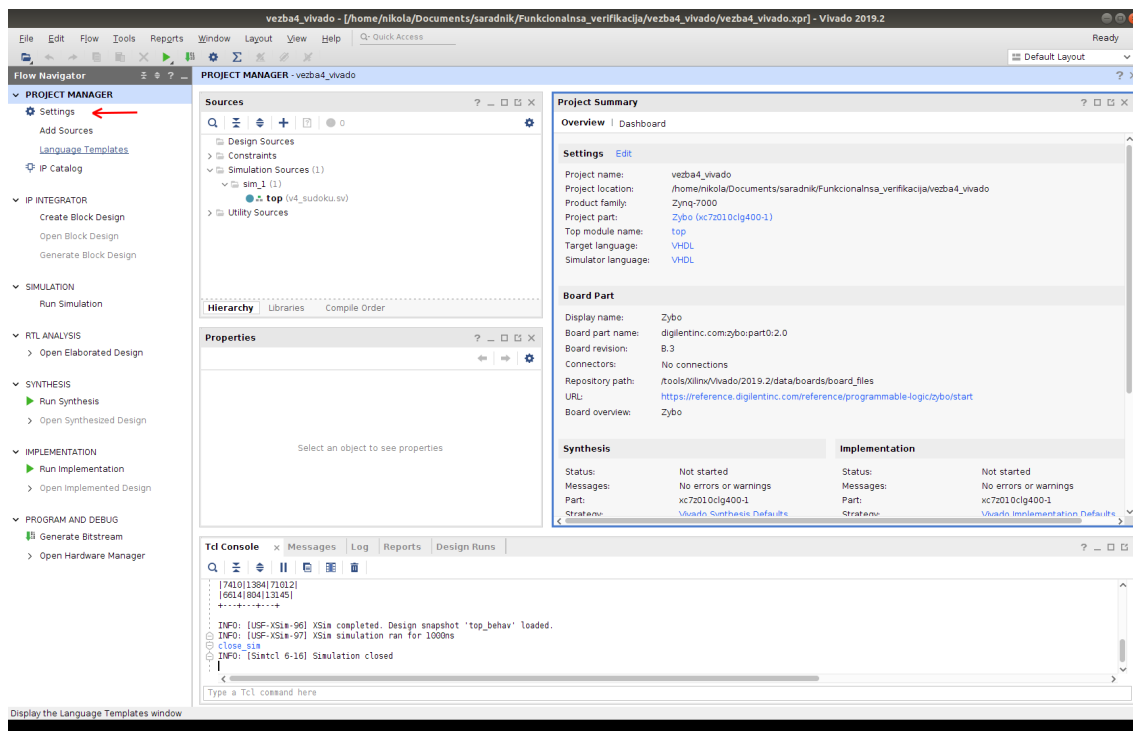 vezba4_vivado - [/home/nikola/Documents/saradnik/Funkcionalnsa_verifikacija/vezba4_vivado/vezba4_vivado.xpr] - Vivado 2019.2
File Edit Flow Tools Reports Window Layout View Help Q- Quick Access Ready
Default Layout
Flow Navigator
PROJECT MANAGER - vezba4_vivado
PROJECT MANAGER
Settings
Add Sources
Language Templates
IP Catalog
IP INTEGRATOR
Create Block Design
Open Block Design
Generate Block Design
SIMULATION
Run Simulation
RTL ANALYSIS
Open Elaborated Design
SYNTHESIS
Run Synthesis
Open Synthesized Design
IMPLEMENTATION
Run Implementation
Open Implemented Design
PROGRAM AND DEBUG
Generate Bitstream
Open Hardware Manager
Sources
0
Design Sources
Constraints
Simulation Sources (1)
sim_1 (1)
top (v4_sudoku.sv)
Utility Sources
Hierarchy Libraries Compile Order
Properties
Select an object to see properties
Project Summary
Overview | Dashboard
Settings Edit
Project name: vezba4_vivado
Project location: /home/nikola/Documents/saradnik/Funkcionalnsa_verifikacija/vezba4_vivado
Product family: Zynq-7000
Project part: Zybo (xc7z010clg400-1)
Top module name: top
Target language: VHDL
Simulator language: VHDL
Board Part
Display name: Zybo
Board part name: digilentinc.com:zybo:part0:2.0
Board revision: B.3
Connectors: No connections
Repository path: /tools/Xilinx/Vivado/2019.2/data/boards/board_files
URL: https://reference.digilentinc.com/reference/programmable-logic/zybo/start
Board overview: Zybo
Synthesis Implementation
Status: Not started Status: Not started
Messages: No errors or warnings Messages: No errors or warnings
Part: xc7z010clg400-1 Part: xc7z010clg400-1
Strategy: Vivado Synthesis Defaults Strategy: Vivado Implementation Defaults
Tcl Console Messages Log Reports Design Runs
|7410|1384|71012|
|6614|804|13145|
+---+---+---+
INFO: [USF-XSim-96] XSim completed. Design snapshot 'top_behav' loaded.
INFO: [USF-XSim-97] XSim simulation ran for 1000ns
close_sim
INFO: [Simtcl 6-16] Simulation closed
Type a Tcl command here
Display the Language Templates window